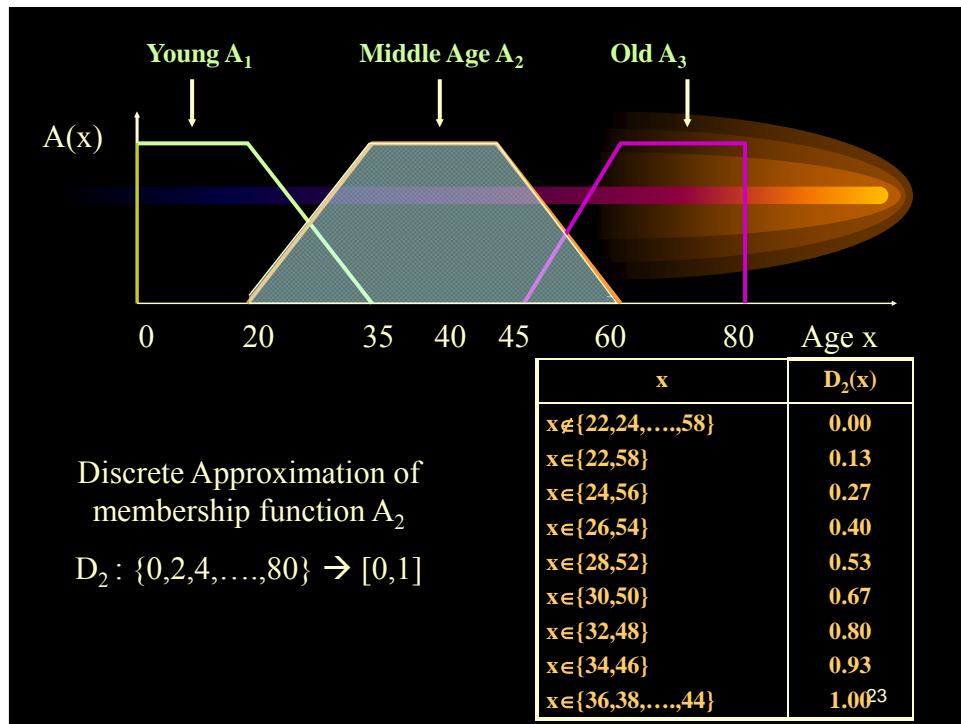 Young A₁ Middle Age A₂ Old A₃
A(x)
0 20 35 40 45 60 80 Age x
Discrete Approximation of
membership function A₂
D₂ : {0,2,4,….,80} → [0,1]
x D₂(x)
x∉{22,24,….,58} 0.00
x∈{22,58} 0.13
x∈{24,56} 0.27
x∈{26,54} 0.40
x∈{28,52} 0.53
x∈{30,50} 0.67
x∈{32,48} 0.80
x∈{34,46} 0.93
x∈{36,38,….,44} 1.00
23